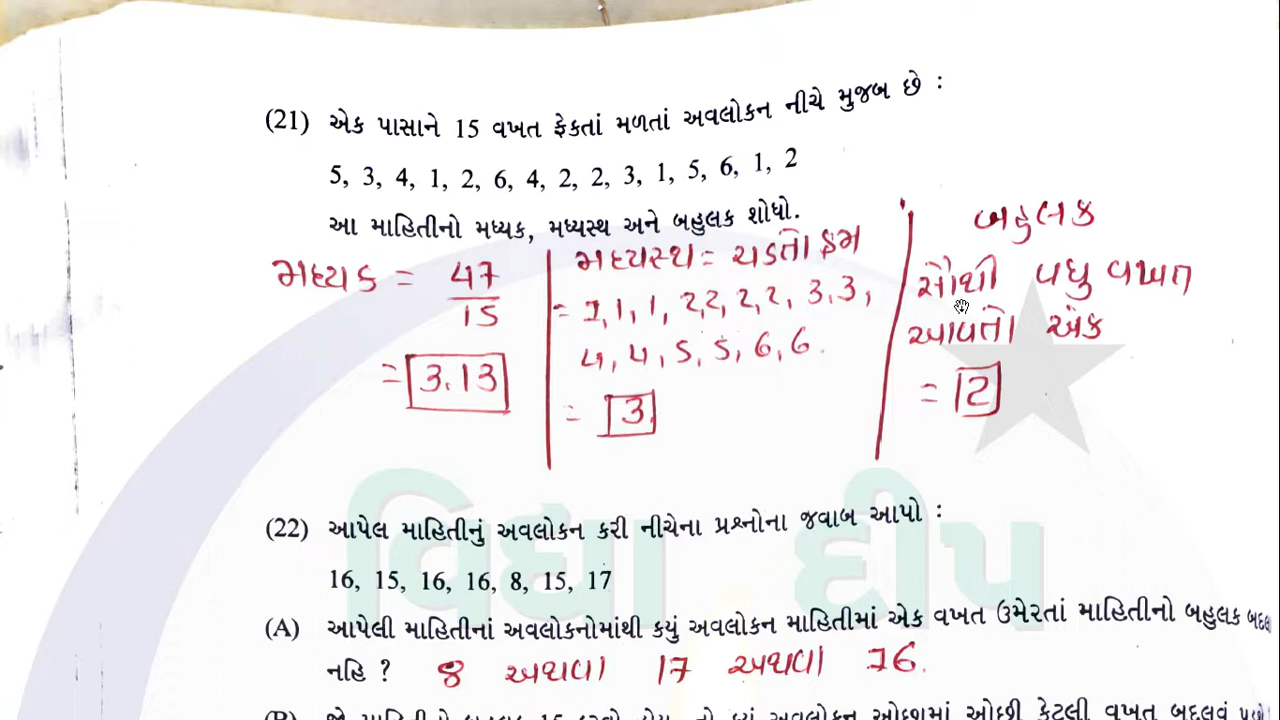 (21) એક પાસાને 15 વખત ફેંકતાં મળતાં અવલોકન નીચે મુજબ છે :
5, 3, 4, 1, 2, 6, 4, 2, 2, 3, 1, 5, 6, 1, 2
આ માહિતીનો મધ્યક, મધ્યસ્થ અને બહુલક શોધો.
મધ્યક = 47
15
= 3.13
મધ્યસ્થ = ચડતો ક્રમ
= 1, 1, 1, 2, 2, 2, 2, 3, 3,
4, 4, 5, 5, 6, 6.
= 3
બહુલક
સૌથી વધુ વખત
આવતો અંક
= 2
(22) આપેલ માહિતીનું અવલોકન કરી નીચેના પ્રશ્નોના જવાબ આપો :
16, 15, 16, 16, 8, 15, 17
(A) આપેલી માહિતીનાં અવલોકનોમાંથી કયું અવલોકન માહિતીમાં એક વખત ઉમેરતાં માહિતીનો બહુલક બદલ
નહિ ? 8 અથવા 17 અથવા 16.
વિદ્યા દીપ